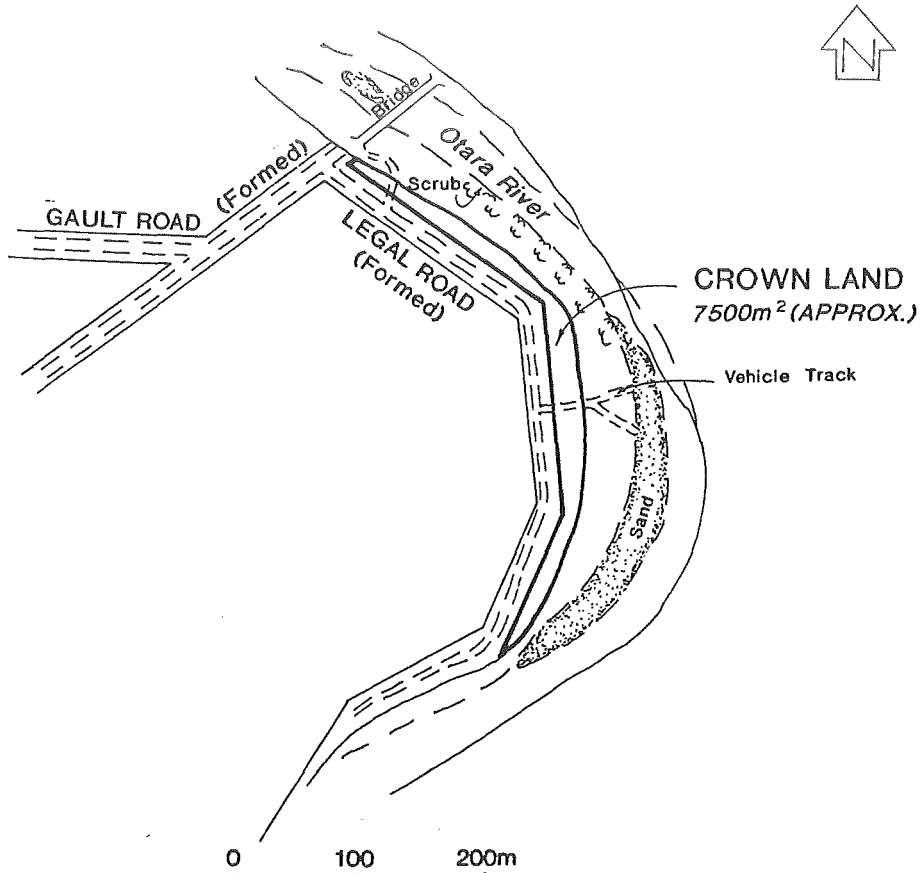 N
Bridge
Otara River
(Formed)
Scrub
GAULT ROAD
LEGAL ROAD
(Formed)
CROWN LAND
7500m² (APPROX.)
Vehicle Track
Sand
0 100 200m